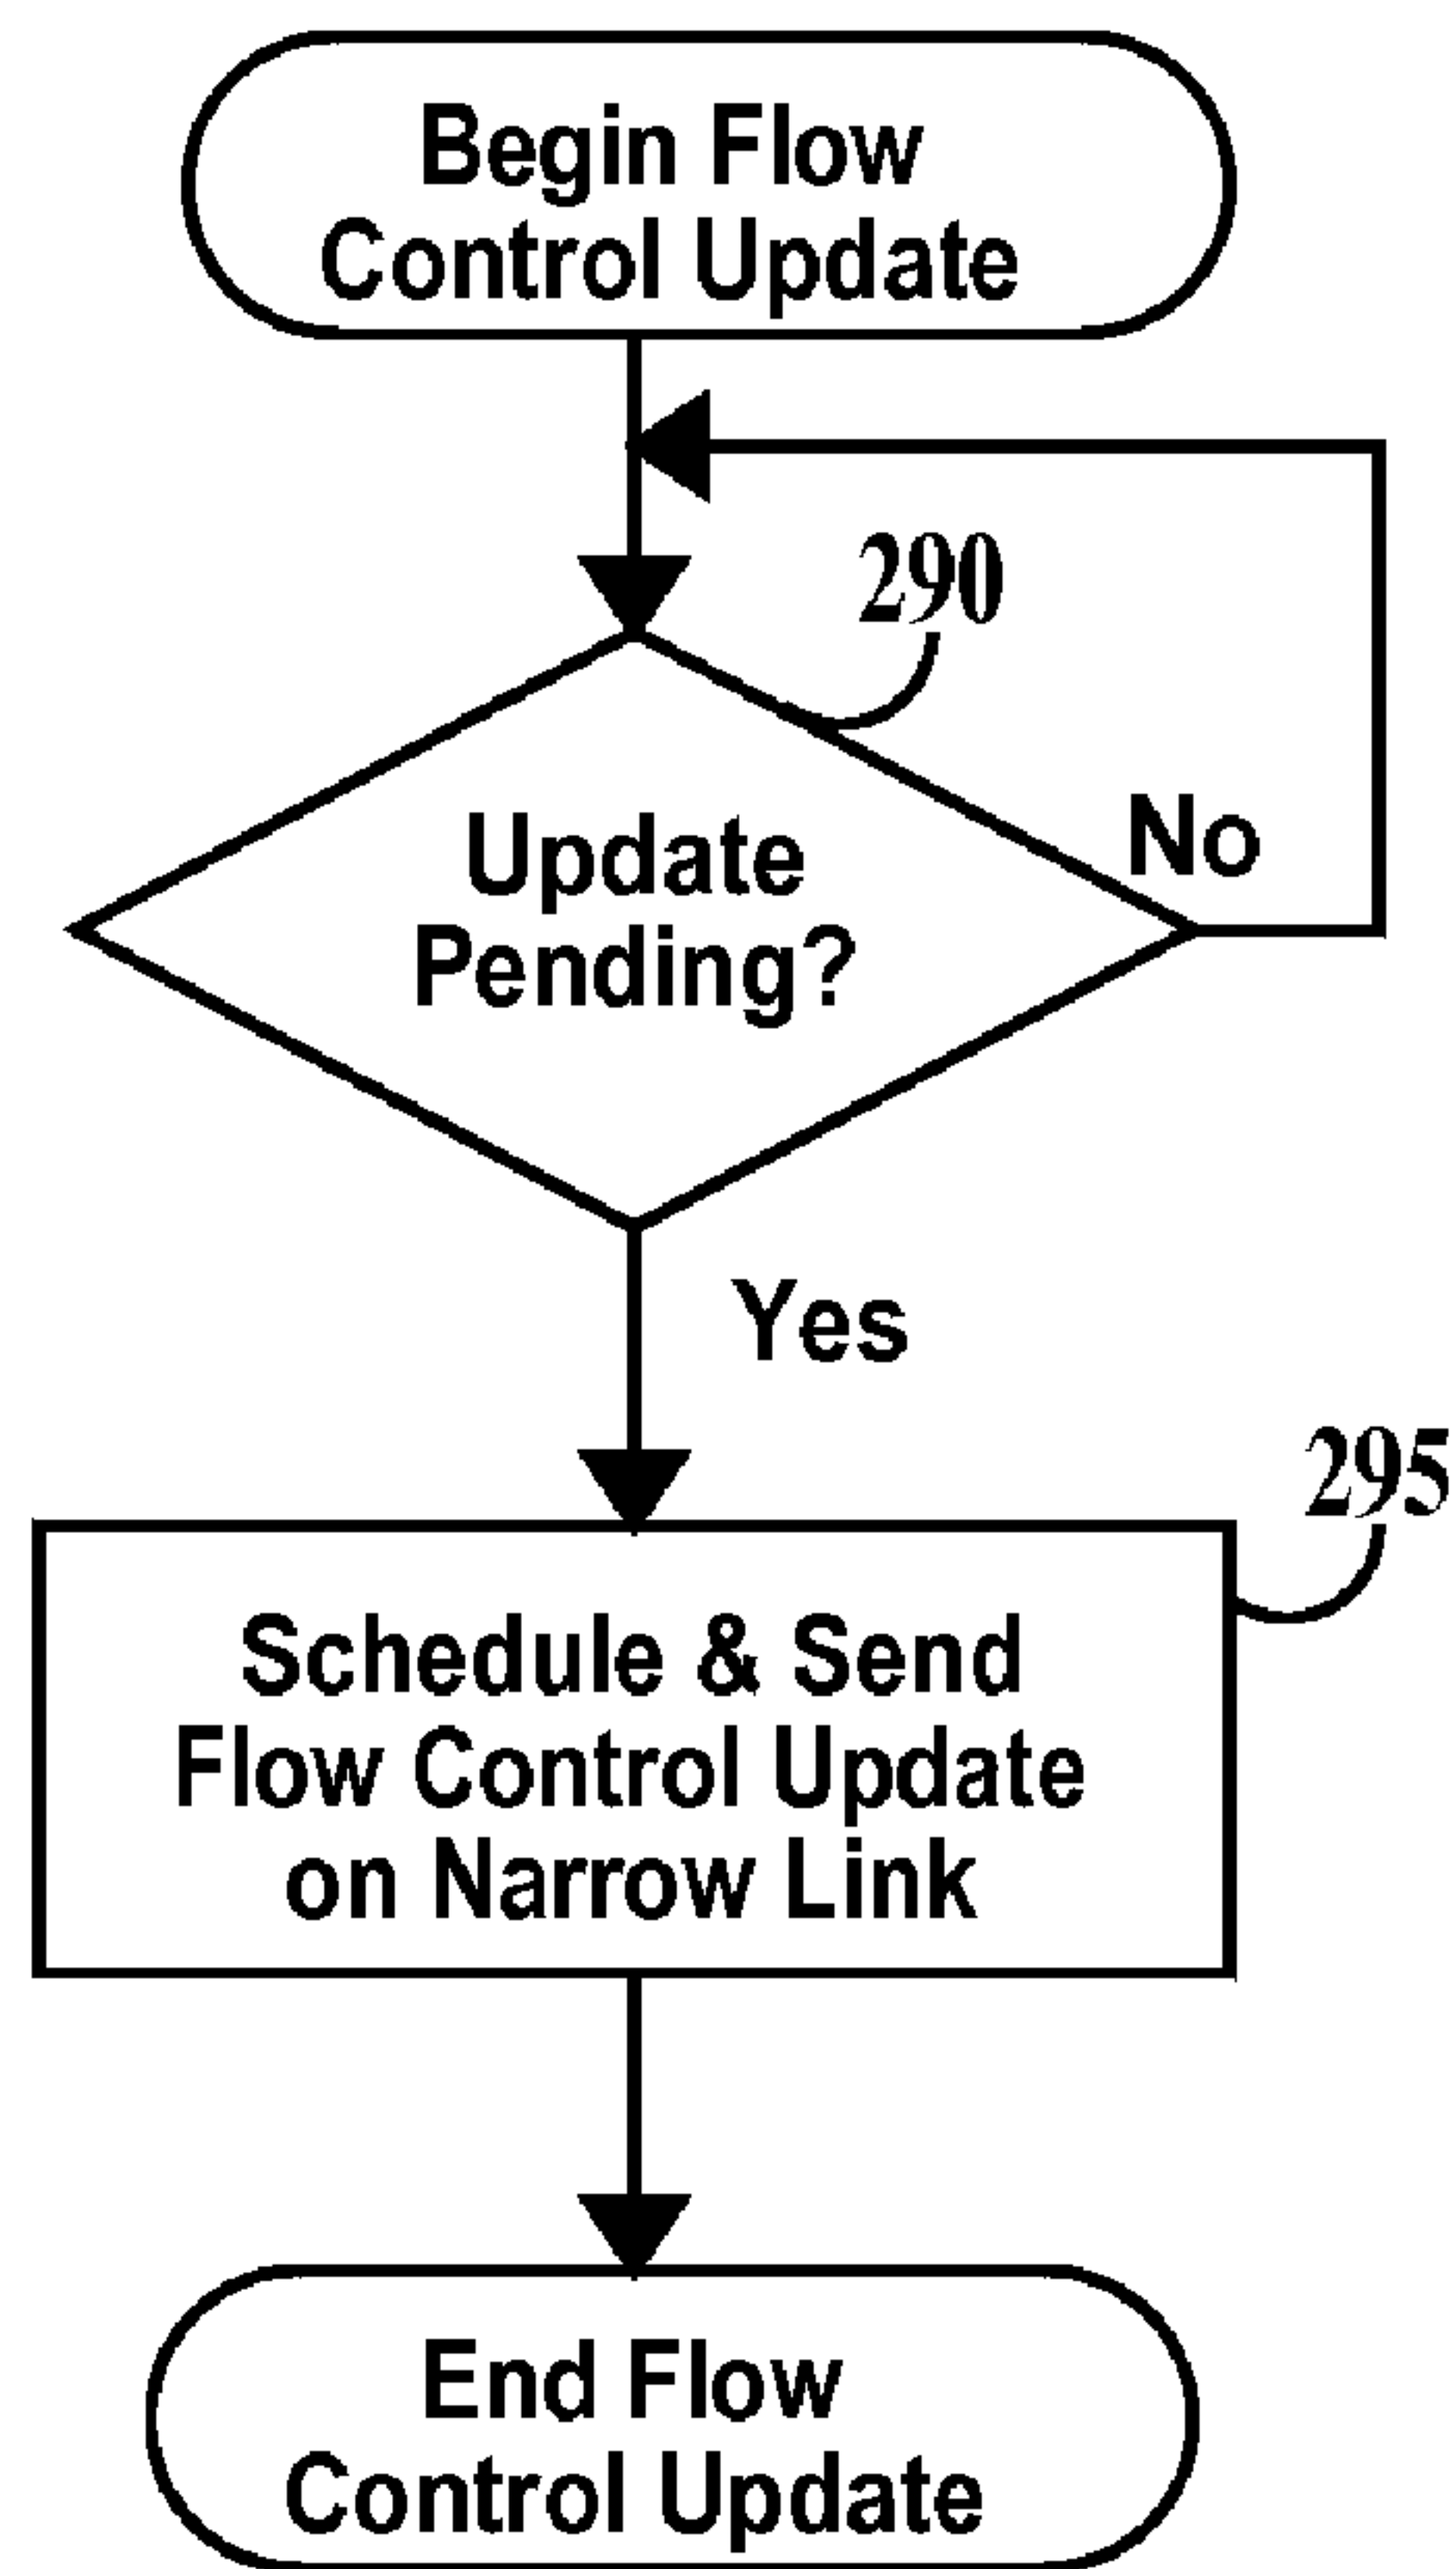 Begin Flow
Control Update
290
Update
Pending?
No
Yes
295
Schedule & Send
Flow Control Update
on Narrow Link
End Flow
Control Update